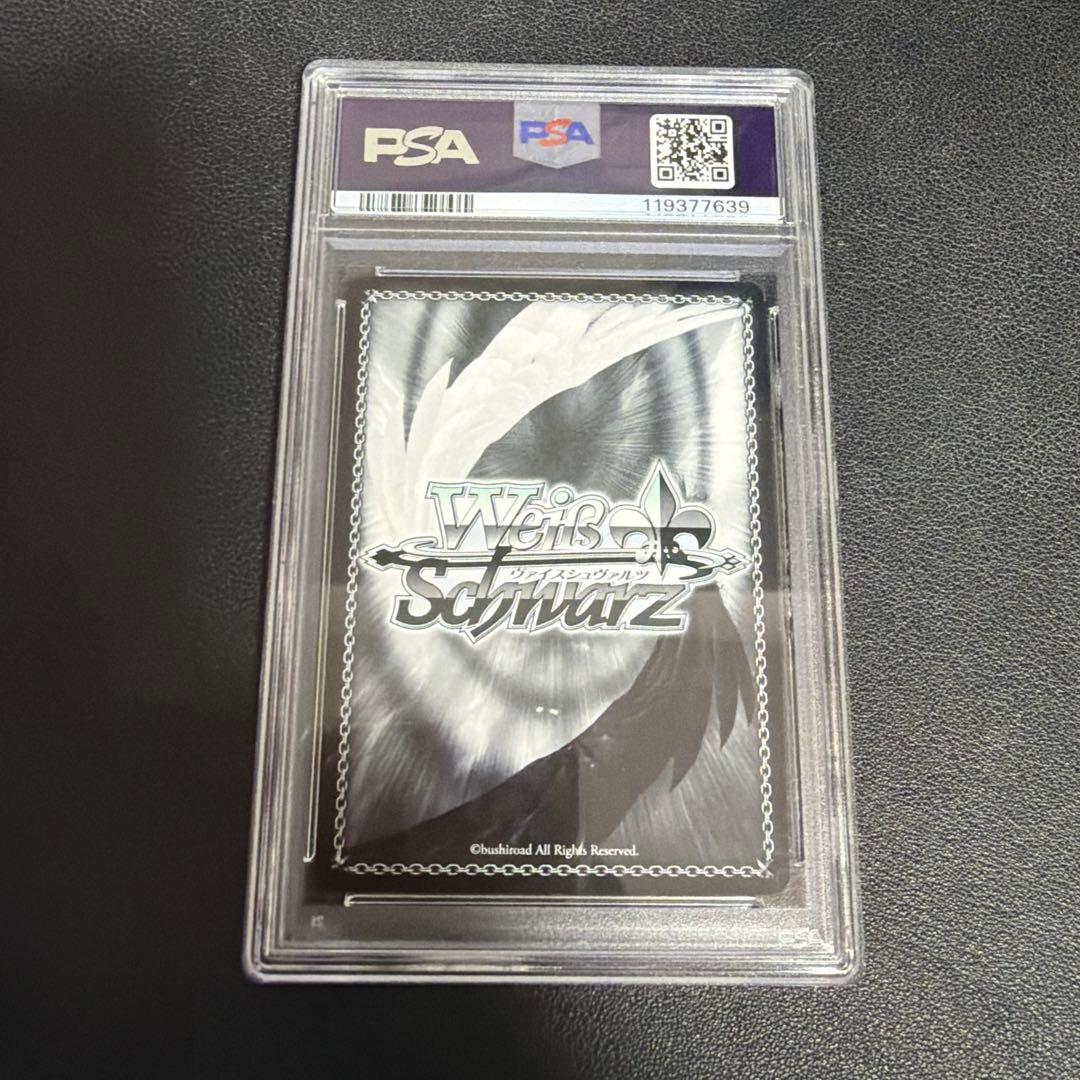 PSA
PSA
119377639
Weiß
ヴァイスシュヴァルツ
Schwarz
©bushiroad All Rights Reserved.